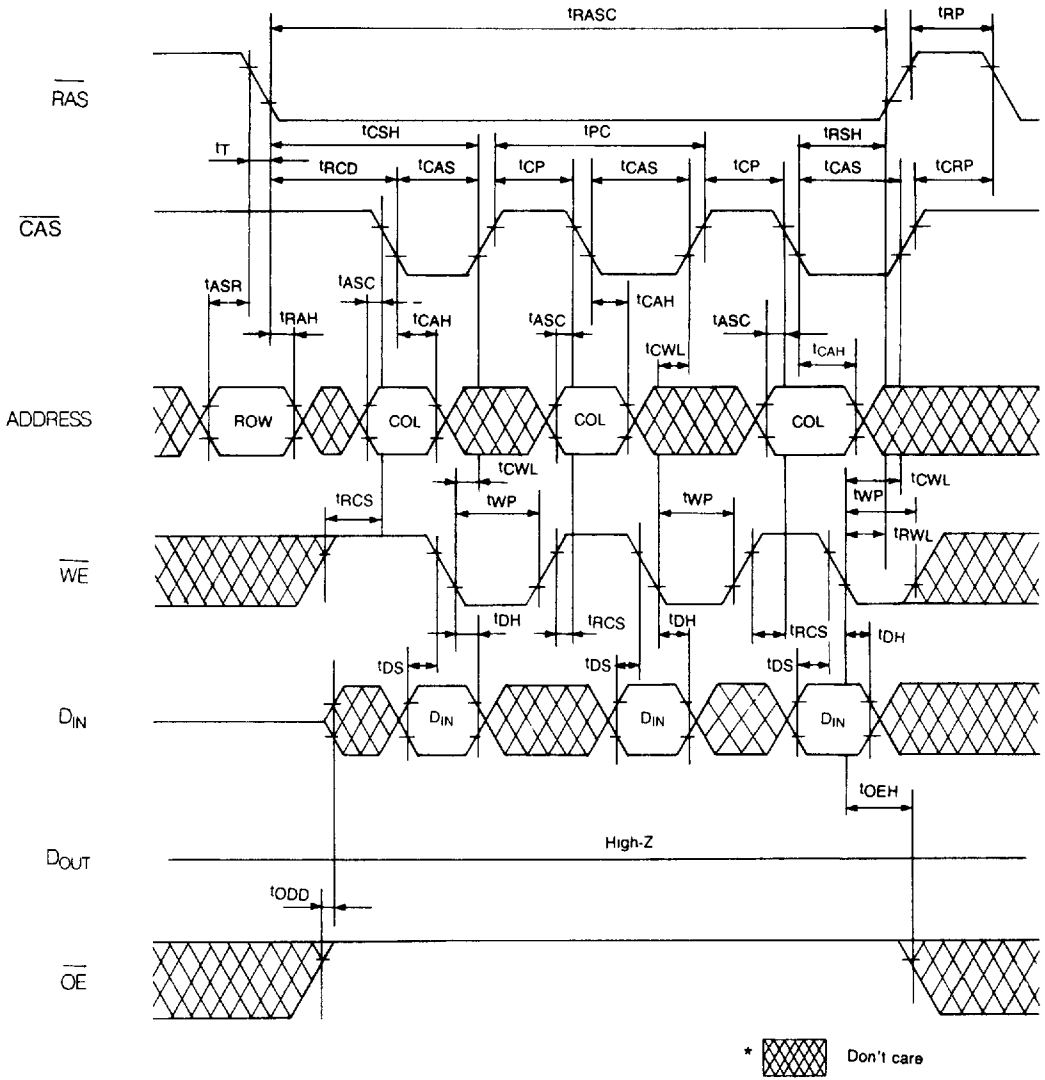 tRASC tRP
RAS
tCSH tPC tRSH
tT
tRCD tCAS tCP tCAS tCP tCAS tCRP
CAS
tASR tASC tCAH tASC
tRAH tCAH tASC tCWL tCAH
ADDRESS ROW COL COL COL
tCWL tCWL
tRCS tWP tWP tWP
tRWL
WE
tDH tRCS tDH tRCS tDH
tDS tDS tDS
DIN DIN DIN DIN
tOEH
High-Z
DOUT
tODD
OE
* Don't care